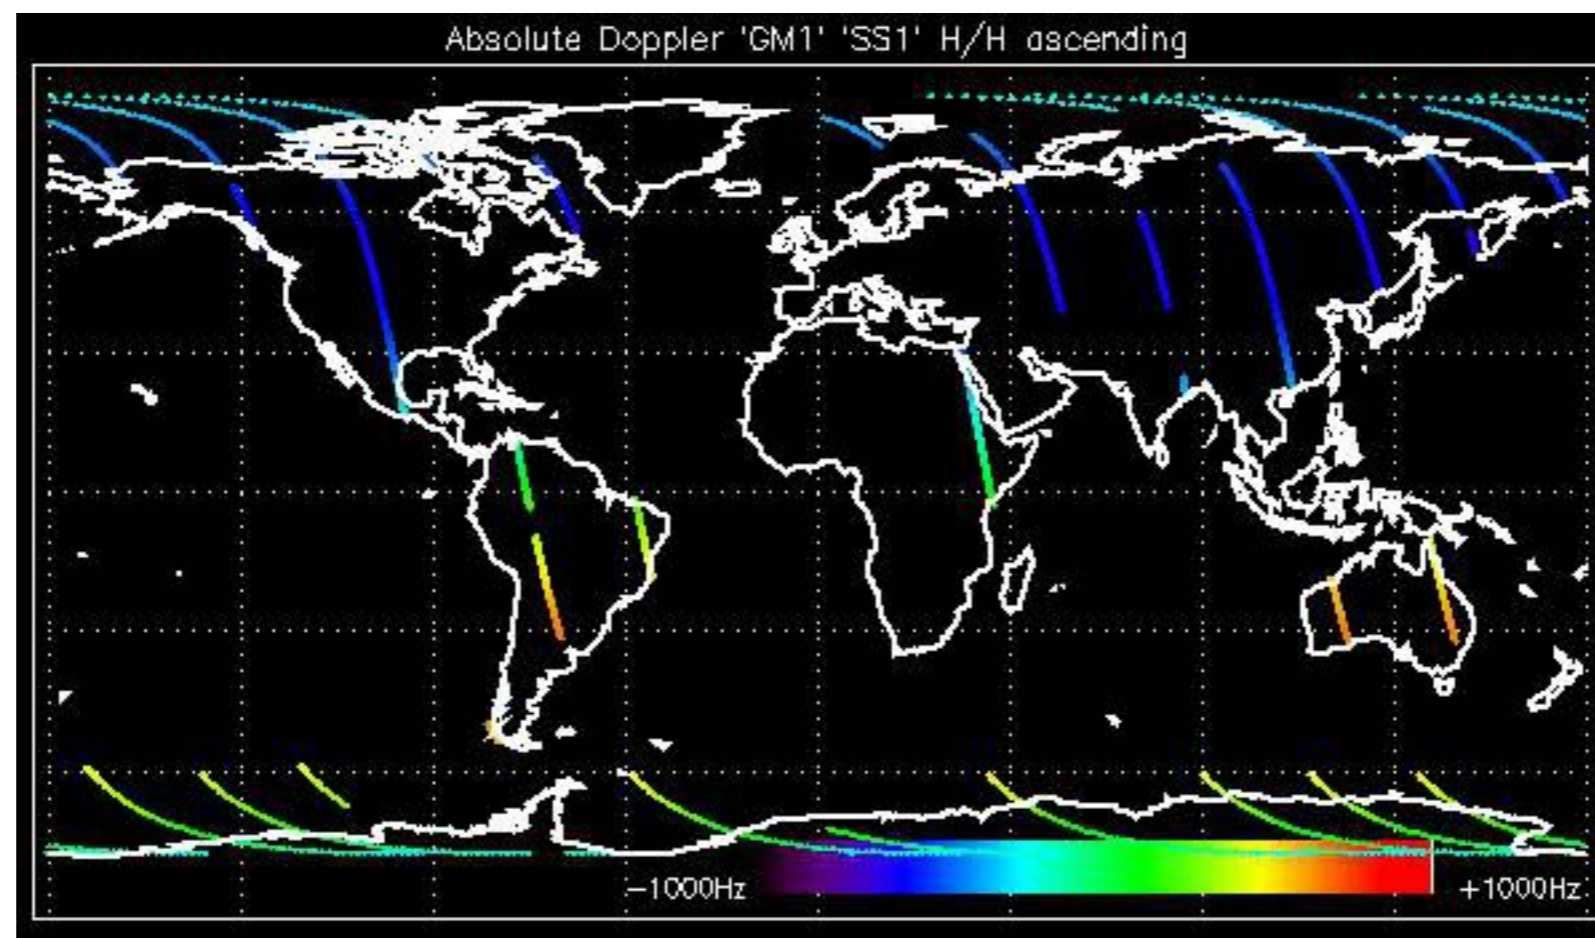 Absolute Doppler 'GM1' 'SS1' H/H ascending
-1000Hz
+1000Hz